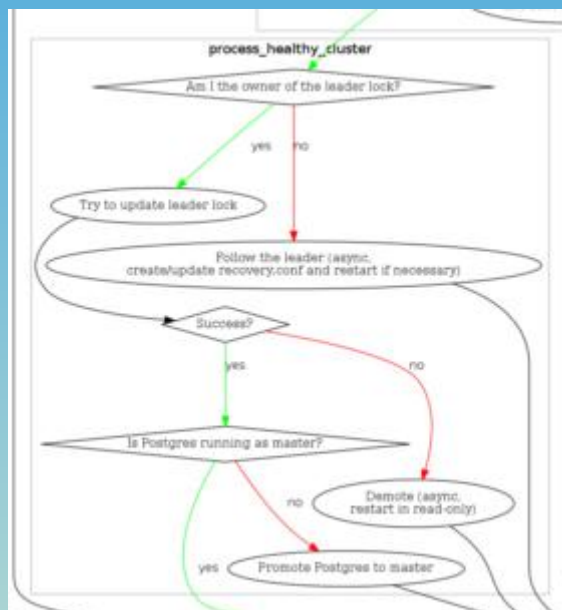 process_healthy_cluster
Am I the owner of the leader lock?
yes
no
Try to update leader lock
Follow the leader (async,
create/update recovery.conf and restart if necessary)
Success?
yes
no
Is Postgres running as master?
no
Demote (async,
restart in read-only)
yes
Promote Postgres to master